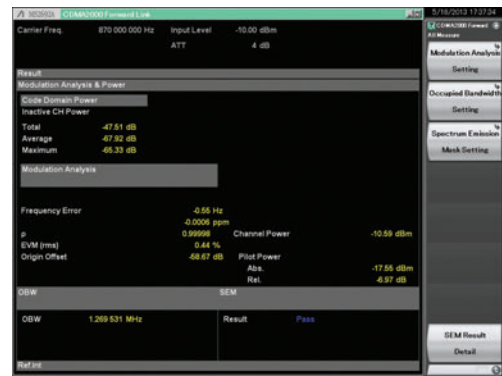 MS2692A CDMA2000 Forward Link
5/16/2013 17:37:34
Carrier Freq. 870 000 000 Hz Input Level -10.00 dBm
ATT 4 dB
CDMA2000 Forward
All Measure
Modulation Analysis
Setting
Occupied Bandwidth
Setting
Spectrum Emission
Mask Setting
Result
Modulation Analysis & Power
Code Domain Power
Inactive CH Power
Total -47.51 dB
Average -67.92 dB
Maximum -65.33 dB
Modulation Analysis
Frequency Error -0.55 Hz
-0.0006 ppm
ρ 0.99998 Channel Power -10.59 dBm
EVM (rms) 0.44 %
Origin Offset -58.67 dB Pilot Power
Abs. -17.55 dBm
Rel. -6.97 dB
OBW SEM
OBW 1.269 531 MHz Result Pass
SEM Result
Detail
Ref.Int